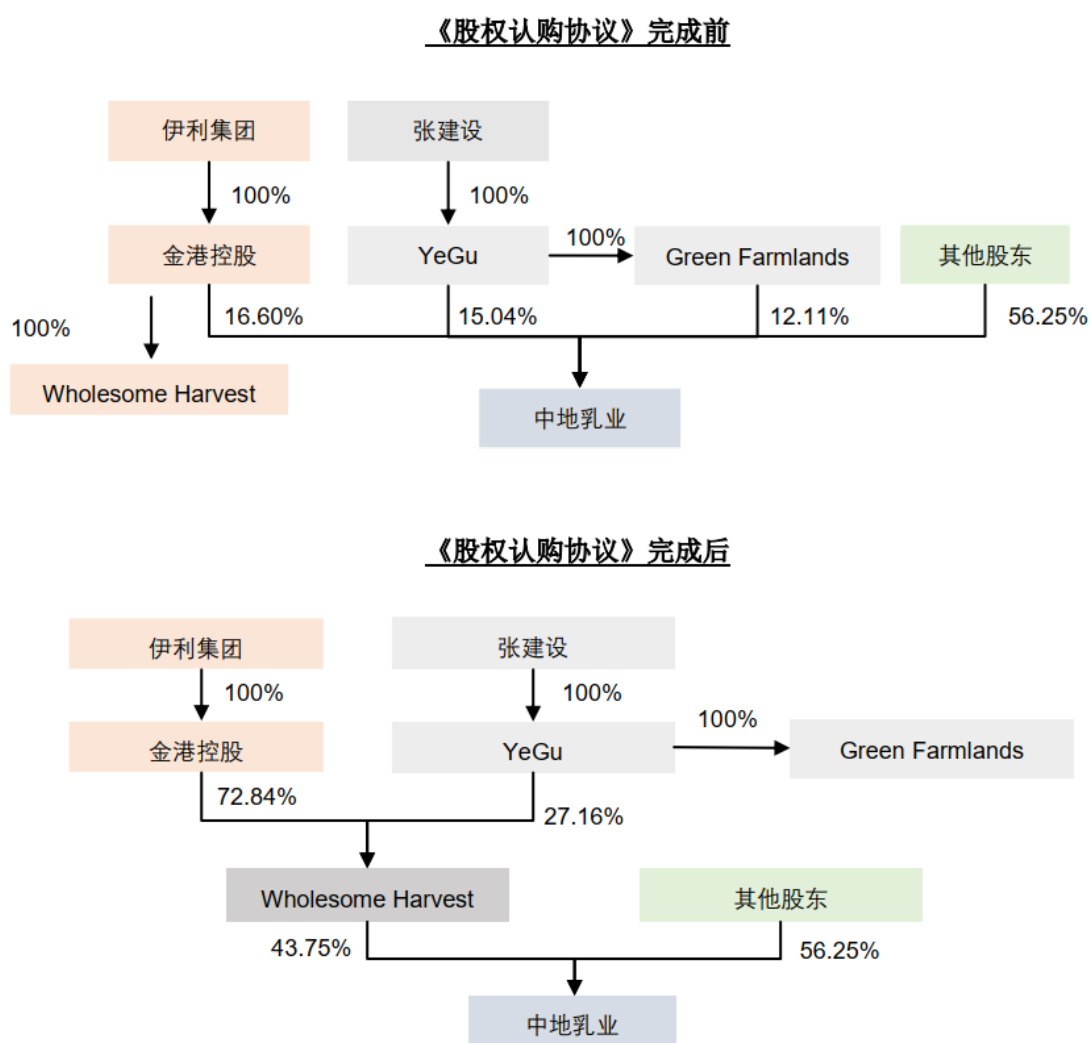 《股权认购协议》完成前
伊利集团
张建设
100%
100%
金港控股
YeGu
100%
Green Farmlands
其他股东
100%
16.60%
15.04%
12.11%
56.25%
Wholesome Harvest
中地乳业
《股权认购协议》完成后
伊利集团
张建设
100%
100%
金港控股
YeGu
100%
Green Farmlands
72.84%
27.16%
Wholesome Harvest
其他股东
43.75%
56.25%
中地乳业